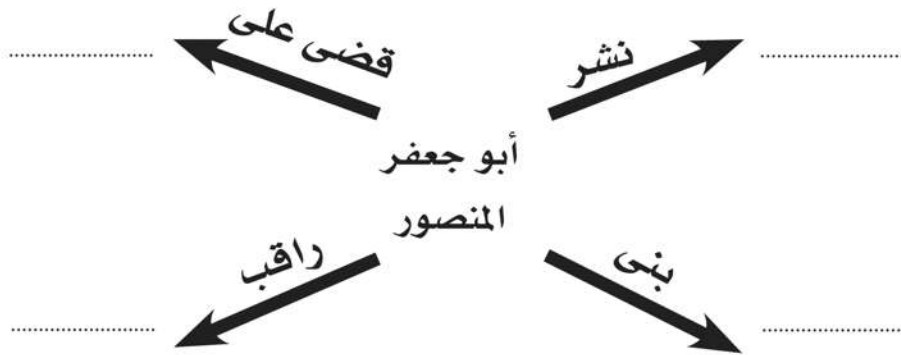 نشر
قضى على
أبو جعفر
المنصور
بنى
راقب